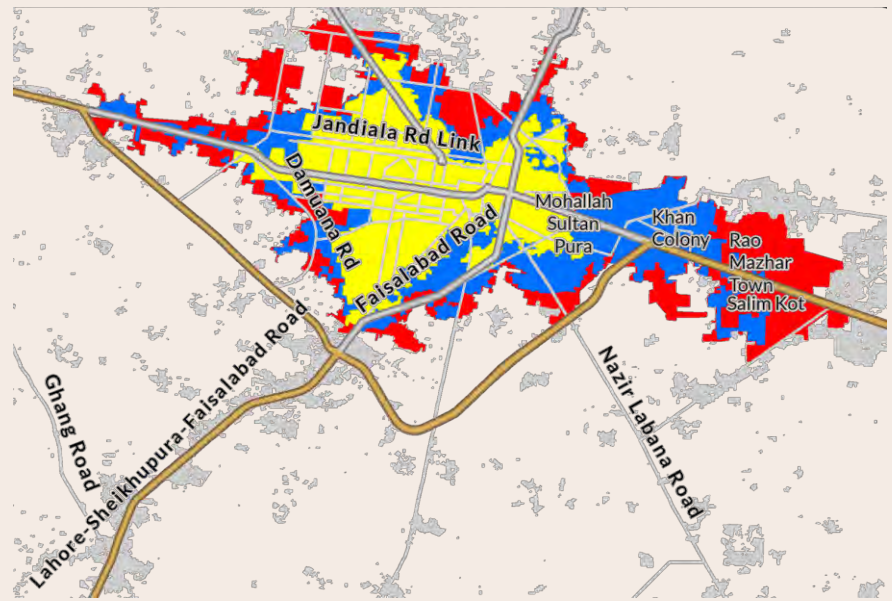 Jandiala Rd Link
Damuana Rd
Faisalabad Road
Mohallah
Sultan
Pura
Khan
Colony
Rao
Mazhar
Town
Salim Kot
Lahore-Sheikhupura-Faisalabad Road
Ghang Road
Nazir Labana Road